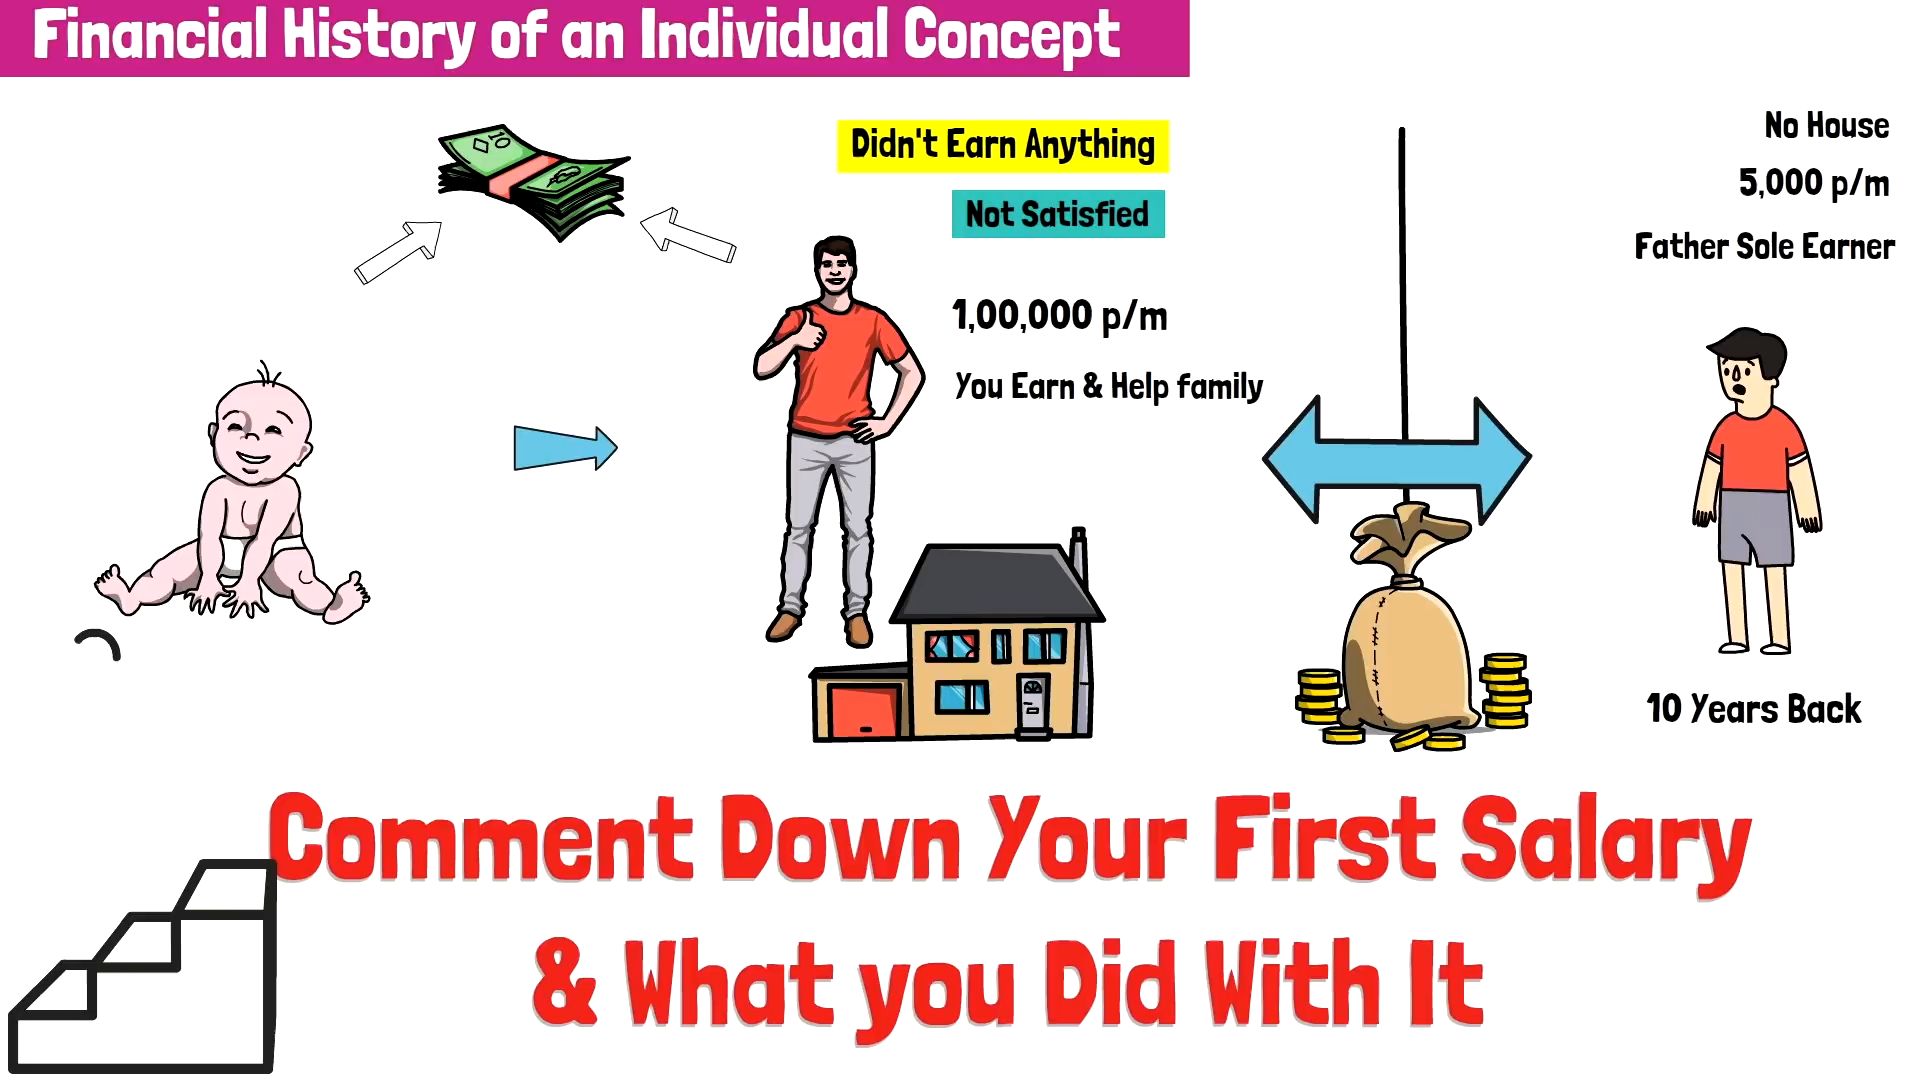 Financial History of an Individual Concept
Didn't Earn Anything
Not Satisfied
1,00,000 p/m
You Earn & Help family
No House
5,000 p/m
Father Sole Earner
10 Years Back
Comment Down Your First Salary
& What you Did With It